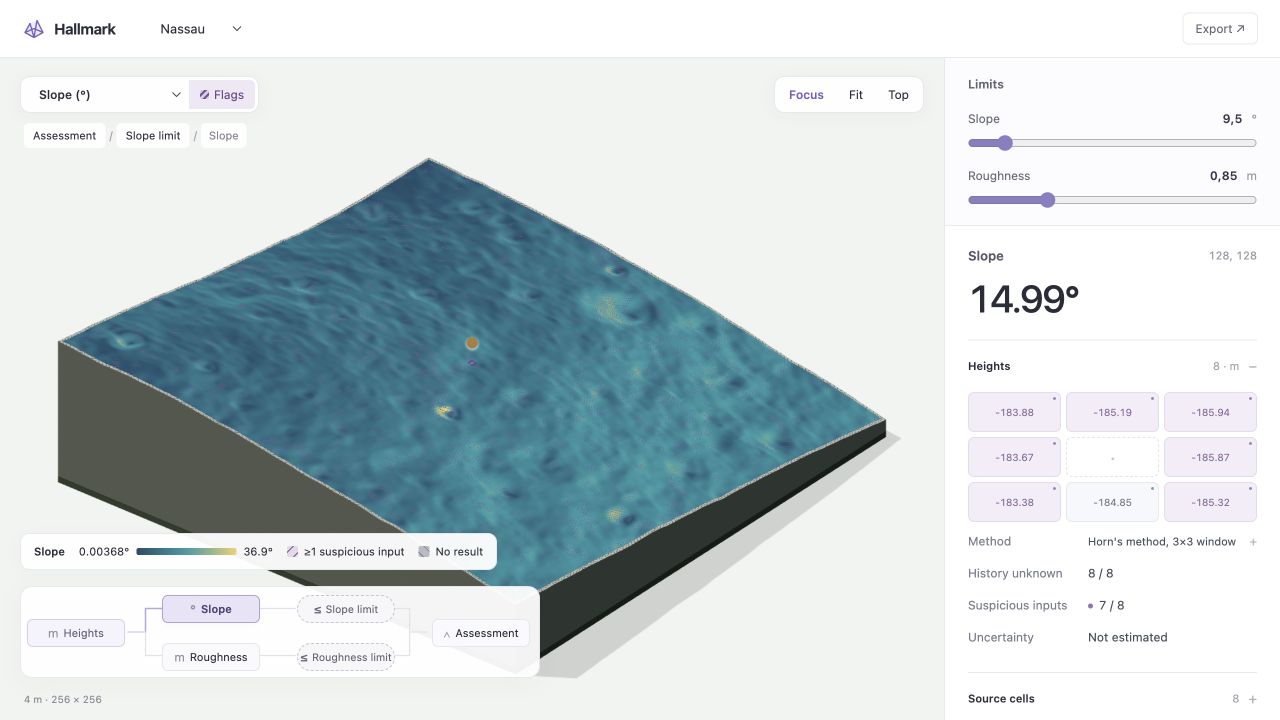 Hallmark
Nassau
Export ↗
Slope (°)
Flags
Focus
Fit
Top
Assessment / Slope limit / Slope
Limits
Slope 9,5 °
Roughness 0,85 m
Slope 128, 128
14.99°
Heights 8 · m −
-183.88 -185.19 -185.94
-183.67 - -185.87
-183.38 -184.85 -185.32
Method Horn's method, 3×3 window +
History unknown 8 / 8
Suspicious inputs 7 / 8
Uncertainty Not estimated
Source cells 8 +
Slope 0.00368° 36.9° ≥1 suspicious input No result
° Slope
≤ Slope limit
m Heights
∧ Assessment
m Roughness
≤ Roughness limit
4 m · 256 × 256